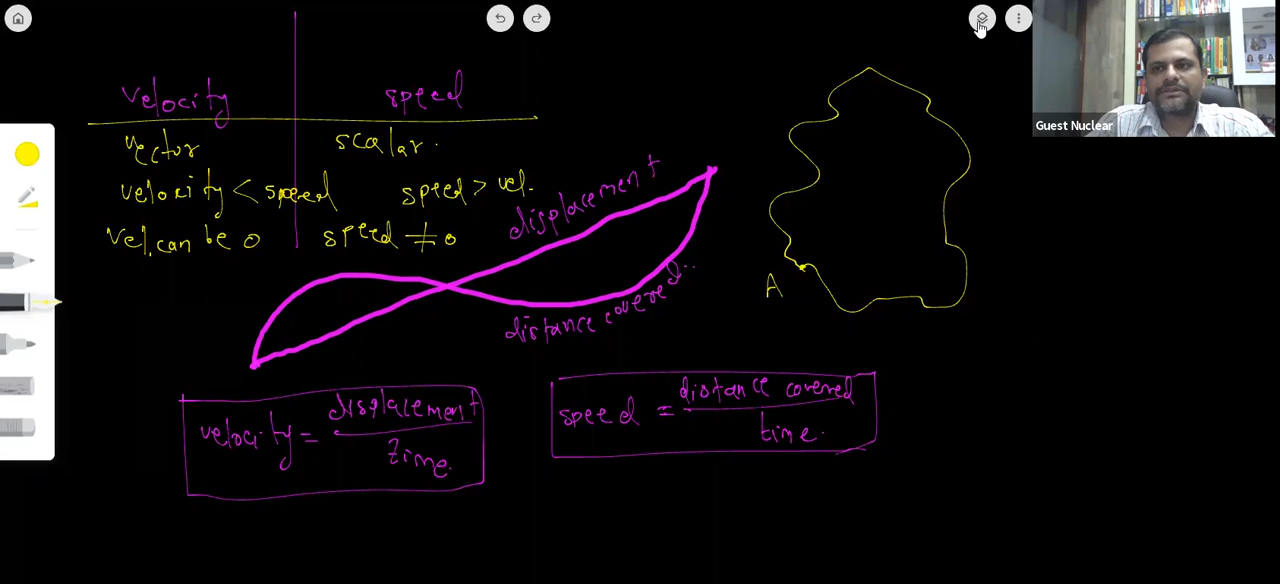 velocity speed
vector scalar.
velocity < speed speed > vel.
Vel. can be 0 speed ≠ 0
displacement
distance covered..
A
velocity = displacement
time.
speed = distance covered
time.
Guest Nuclear